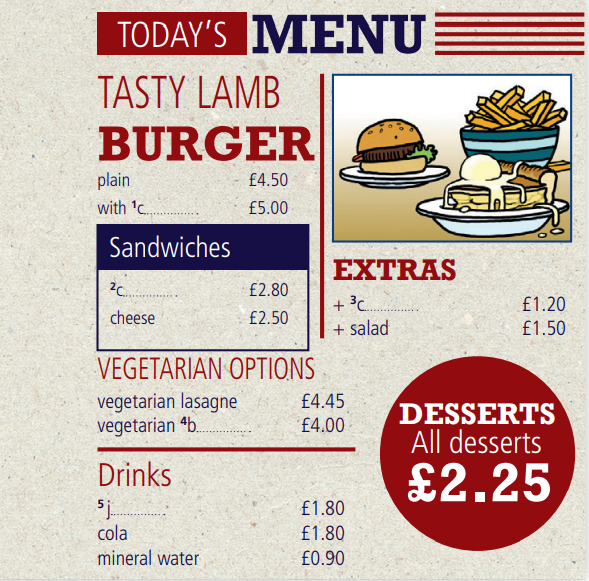 TODAY'S MENU
TASTY LAMB
BURGER
plain £4.50
with ¹c............... £5.00
Sandwiches
²c............... £2.80
cheese £2.50
VEGETARIAN OPTIONS
vegetarian lasagne £4.45
vegetarian ⁴b............... £4.00
Drinks
⁵j............... £1.80
cola £1.80
mineral water £0.90
EXTRAS
+ ³c............... £1.20
+ salad £1.50
DESSERTS
All desserts
£2.25